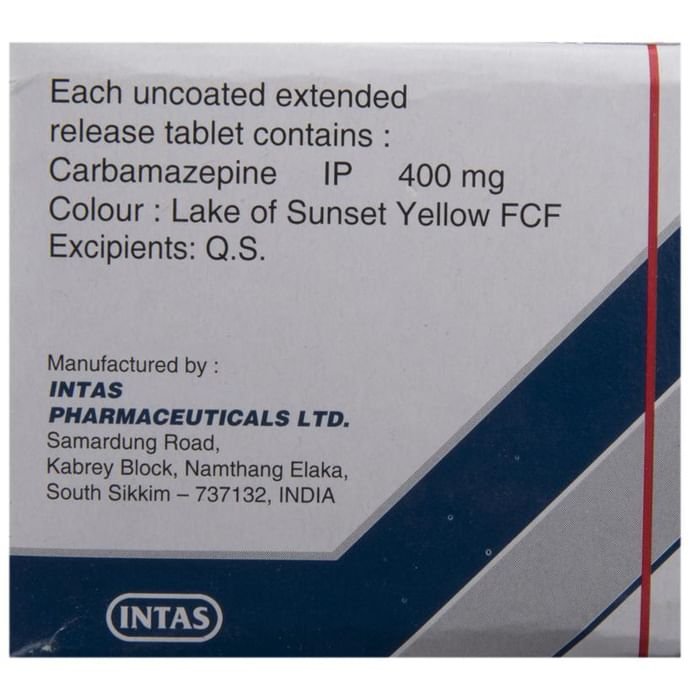 Each uncoated extended
release tablet contains :
Carbamazepine IP 400 mg
Colour : Lake of Sunset Yellow FCF
Excipients: Q.S.
Manufactured by :
INTAS
PHARMACEUTICALS LTD.
Samardung Road,
Kabrey Block, Namthang Elaka,
South Sikkim – 737132, INDIA
INTAS